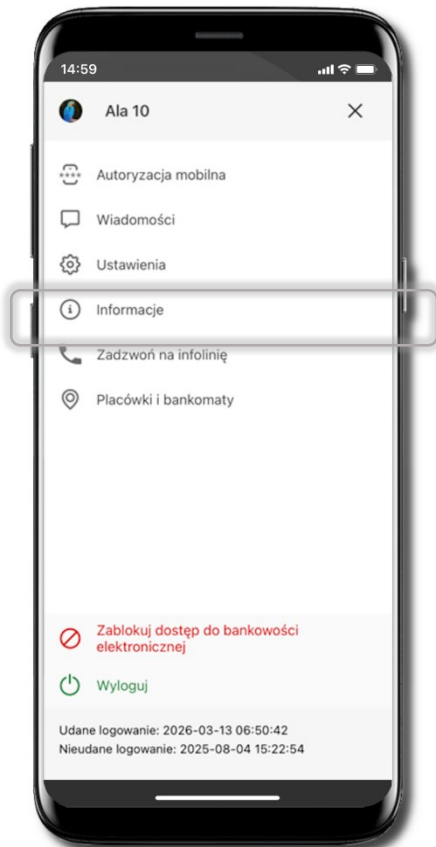 14:59
Ala 10
Autoryzacja mobilna
Wiadomości
Ustawienia
Informacje
Zadzwoń na infolinię
Placówki i bankomaty
Zablokuj dostęp do bankowości
elektronicznej
Wyloguj
Udane logowanie: 2026-03-13 06:50:42
Nieudane logowanie: 2025-08-04 15:22:54